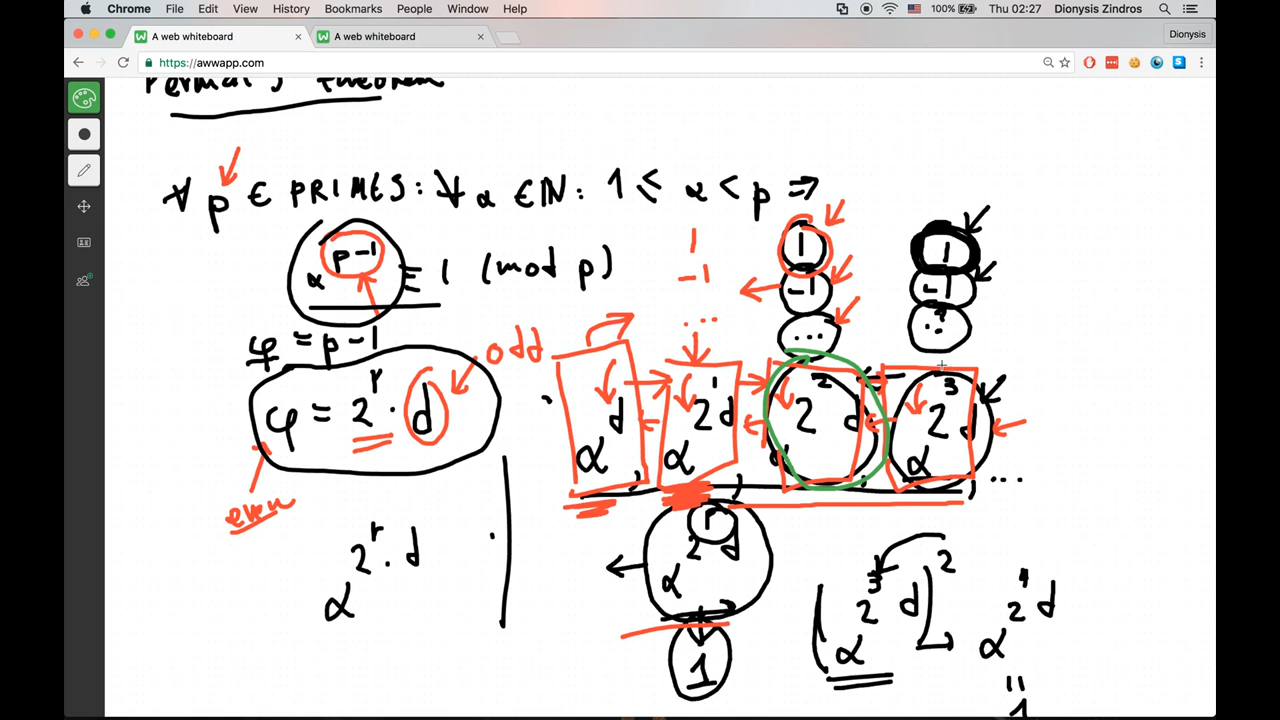 Chrome File Edit View History Bookmarks People Window Help 100% Thu 02:27 Dionysis Zindros
A web whiteboard A web whiteboard Dionysis
https://awwapp.com
Fermat's theorem
∀ p ∈ PRIMES: ∀ α ∈ ℕ: 1 ≤ α < p ⇒
α^(p-1) ≡ 1 (mod p)
1 1 1
-1 -1 -1
... ...
φ = p-1
odd
φ = 2^r · d
α^d, α^(2^1 d), α^(2^2 d), α^(2^3 d), ...
even
α^(2^r · d)
α^(2^r d)
(α^(2^3 d))^2 α^(2^4 d)
1 =
1